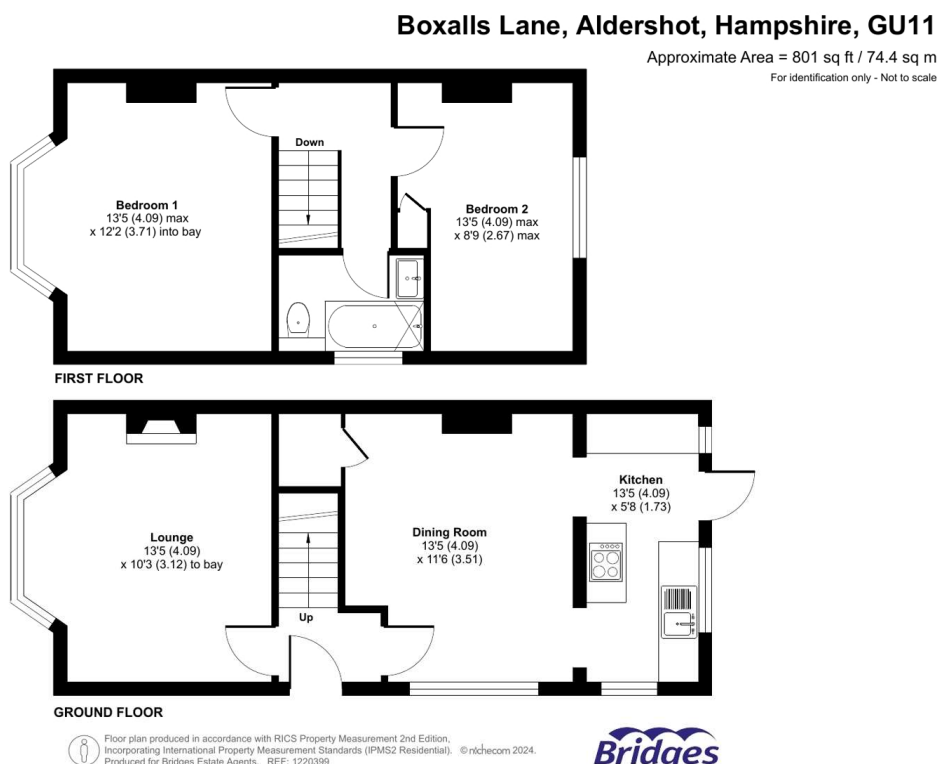 Boxalls Lane, Aldershot, Hampshire, GU11
Approximate Area = 801 sq ft / 74.4 sq m
For identification only - Not to scale
Down
Bedroom 1
13'5 (4.09) max
x 12'2 (3.71) into bay
Bedroom 2
13'5 (4.09) max
x 8'9 (2.67) max
FIRST FLOOR
Kitchen
13'5 (4.09)
x 5'8 (1.73)
Lounge
13'5 (4.09)
x 10'3 (3.12) to bay
Dining Room
13'5 (4.09)
x 11'6 (3.51)
Up
GROUND FLOOR
Floor plan produced in accordance with RICS Property Measurement 2nd Edition,
Incorporating International Property Measurement Standards (IPMS2 Residential). © nichecom 2024.
Produced for Bridges Estate Agents. REF: 1220399
Bridges